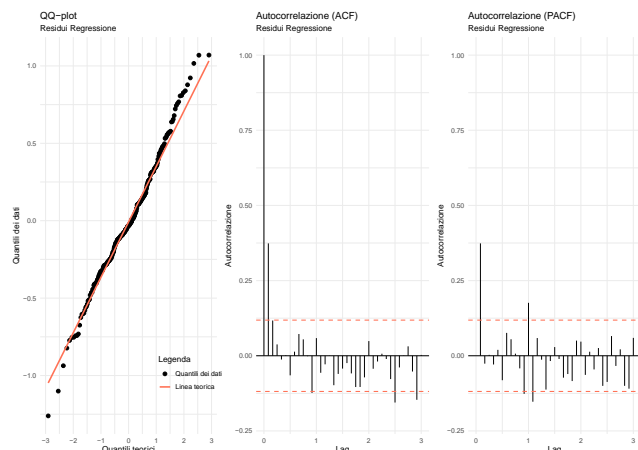 QQ-plot
Residui Regressione
Quantili dei dati
1.0
0.5
0.0
−0.5
−1.0
−3
−2
−1
0
1
2
3
Quantili teorici
Legenda
Quantili dei dati
Linea teorica
Autocorrelazione (ACF)
Residui Regressione
Autocorrelazione
1.00
0.75
0.50
0.25
0.00
−0.25
0
1
2
3
Lag
Autocorrelazione (PACF)
Residui Regressione
Autocorrelazione
1.00
0.75
0.50
0.25
0.00
−0.25
0
1
2
3
Lag